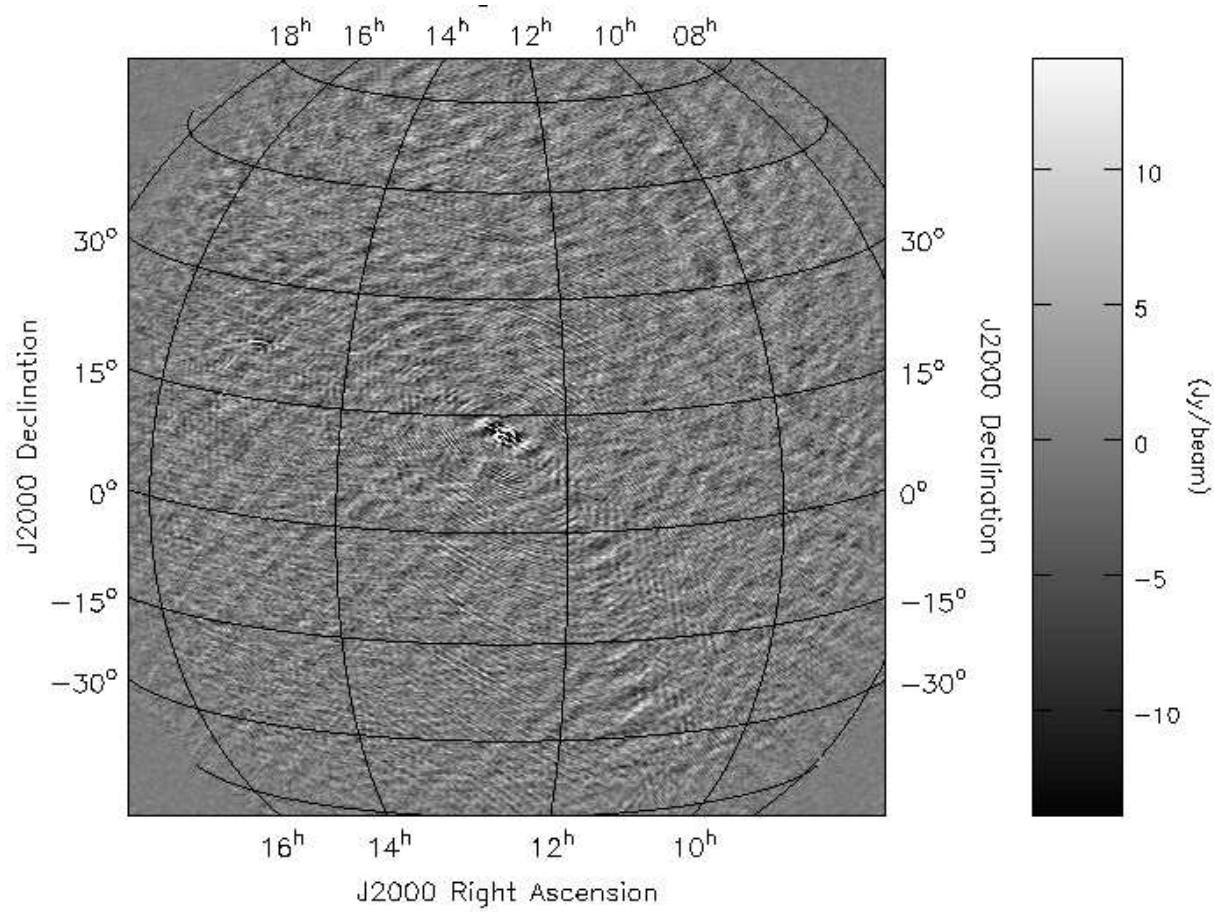 18h 16h 14h 12h 10h 08h
30° 30°
15° 15°
0° 0°
−15° −15°
−30° −30°
J2000 Declination
J2000 Declination
16h 14h 12h 10h
J2000 Right Ascension
10
5
0
−5
−10
(Jy/beam)